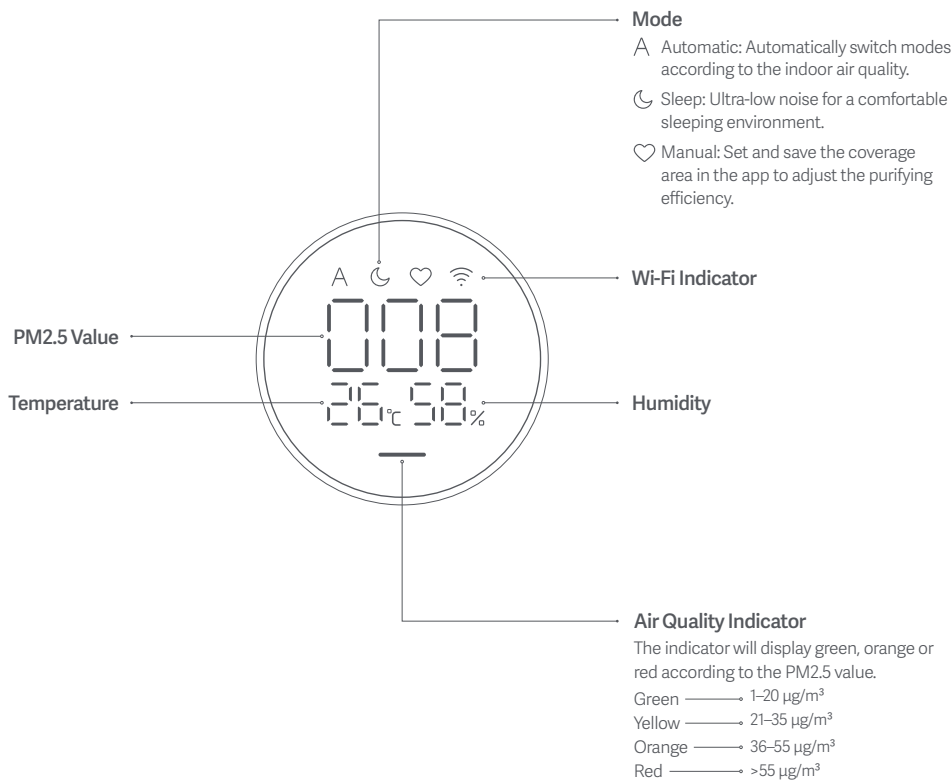 Mode
A Automatic: Automatically switch modes
according to the indoor air quality.
Sleep: Ultra-low noise for a comfortable
sleeping environment.
Manual: Set and save the coverage
area in the app to adjust the purifying
efficiency.
A
Wi-Fi Indicator
008
PM2.5 Value
Temperature
26℃ 58%
Humidity
Air Quality Indicator
The indicator will display green, orange or
red according to the PM2.5 value.
Green 1–20 µg/m³
Yellow 21–35 µg/m³
Orange 36–55 µg/m³
Red >55 µg/m³